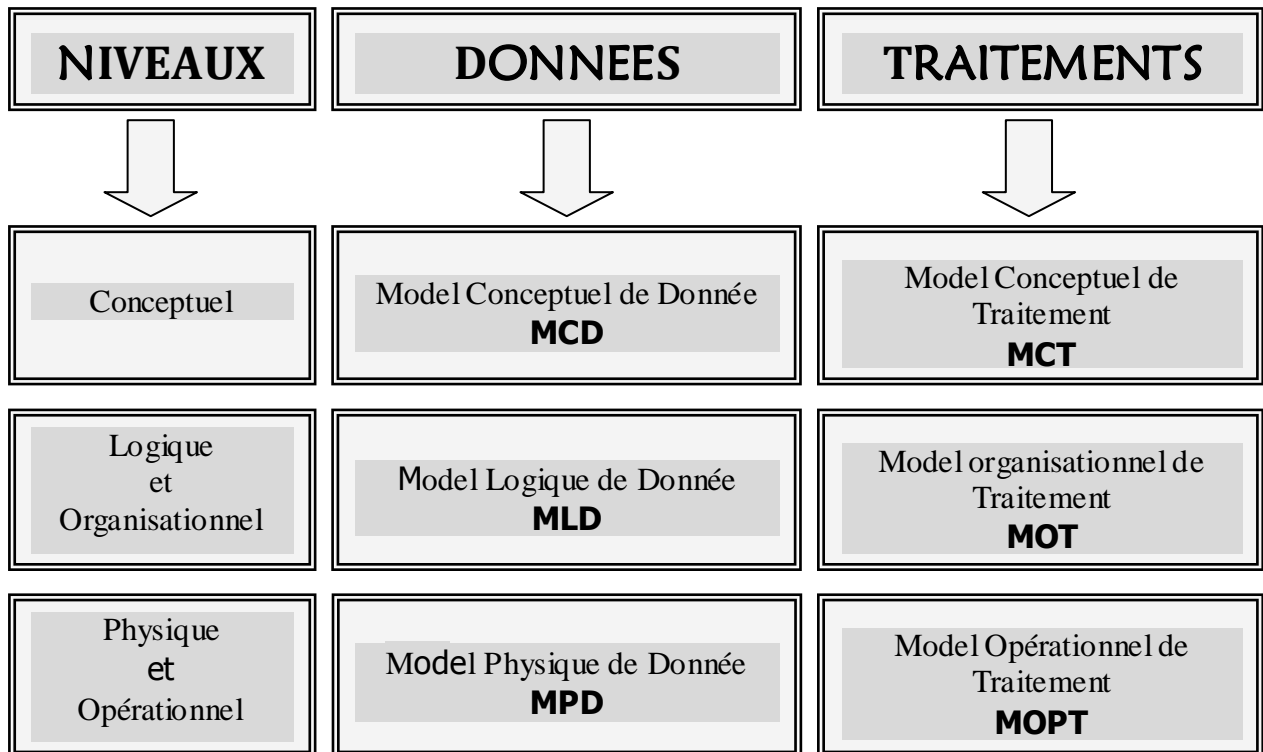 NIVEAUX
DONNEES
TRAITEMENTS
Conceptuel
Model Conceptuel de Donnée
MCD
Model Conceptuel de
Traitement
MCT
Logique
et
Organisationnel
Model Logique de Donnée
MLD
Model organisationnel de
Traitement
MOT
Physique
et
Opérationnel
Model Physique de Donnée
MPD
Model Opérationnel de
Traitement
MOPT